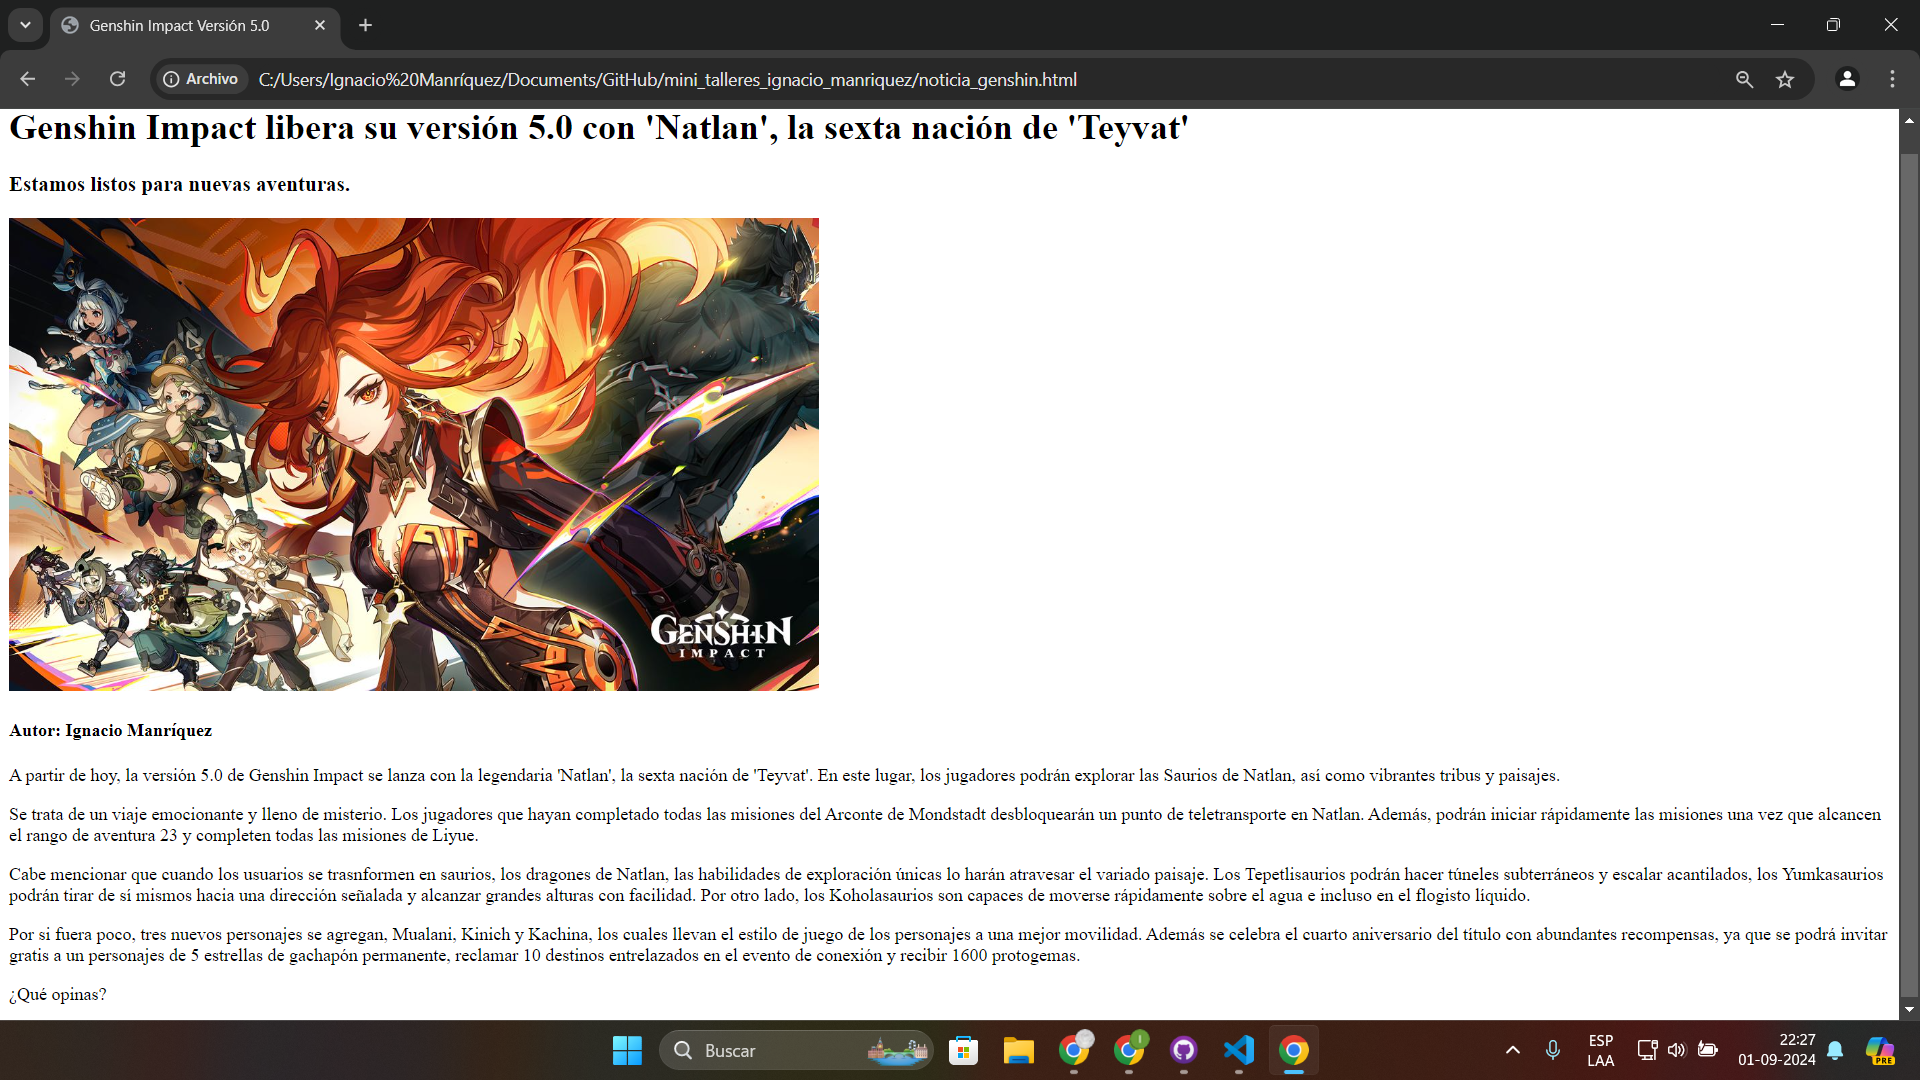 Genshin Impact Versión 5.0
Archivo
C:/Users/Ignacio%20Manríquez/Documents/GitHub/mini_talleres_ignacio_manriquez/noticia_genshin.html
Genshin Impact libera su versión 5.0 con 'Natlan', la sexta nación de 'Teyvat'
Estamos listos para nuevas aventuras.
GENSHIN
IMPACT
Autor: Ignacio Manríquez
A partir de hoy, la versión 5.0 de Genshin Impact se lanza con la legendaria 'Natlan', la sexta nación de 'Teyvat'. En este lugar, los jugadores podrán explorar las Saurios de Natlan, así como vibrantes tribus y paisajes.
Se trata de un viaje emocionante y lleno de misterio. Los jugadores que hayan completado todas las misiones del Arconte de Mondstadt desbloquearán un punto de teletransporte en Natlan. Además, podrán iniciar rápidamente las misiones una vez que alcancen
el rango de aventura 23 y completen todas las misiones de Liyue.
Cabe mencionar que cuando los usuarios se trasnformen en saurios, los dragones de Natlan, las habilidades de exploración únicas lo harán atravesar el variado paisaje. Los Tepetlisaurios podrán hacer túneles subterráneos y escalar acantilados, los Yumkasaurios
podrán tirar de sí mismos hacia una dirección señalada y alcanzar grandes alturas con facilidad. Por otro lado, los Koholasaurios son capaces de moverse rápidamente sobre el agua e incluso en el flogisto líquido.
Por si fuera poco, tres nuevos personajes se agregan, Mualani, Kinich y Kachina, los cuales llevan el estilo de juego de los personajes a una mejor movilidad. Además se celebra el cuarto aniversario del título con abundantes recompensas, ya que se podrá invitar
gratis a un personajes de 5 estrellas de gachapón permanente, reclamar 10 destinos entrelazados en el evento de conexión y recibir 1600 protogemas.
¿Qué opinas?
Buscar
I
ESP
LAA
22:27
01-09-2024
PRE